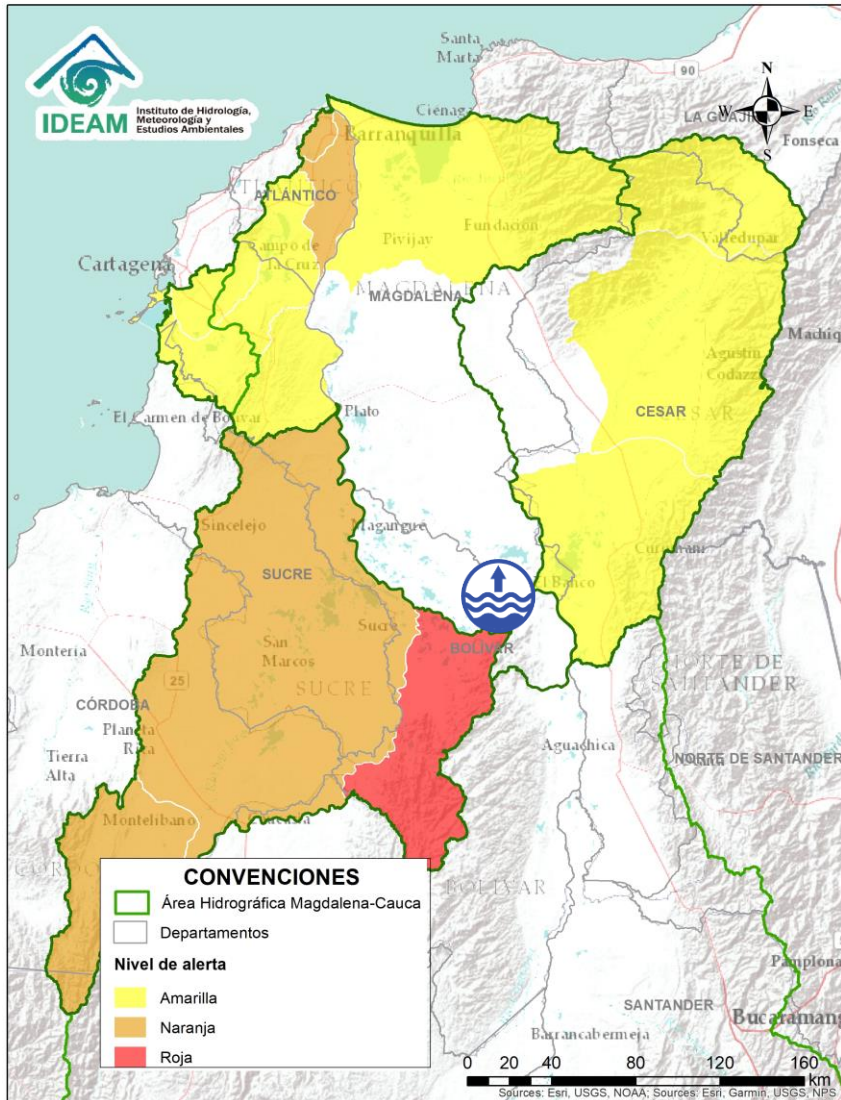 IDEAM
Instituto de Hidrología,
Meteorología y
Estudios Ambientales
Santa
Marta
90
N
W
E
S
LA GUAJIRA
Fonseca
Ciénaga
Barranquilla
ATLÁNTICO
Fundación
Pivijay
Valledupar
Campo de
la Cruz
Cartagena
MAGDALENA
MAGDALENA
Agustín
Codazzi
El Carmen de Bolívar
Plato
CESAR
Sincelejo
Magangue
SUCRE
El Banco
Sucre
BOLÍVAR
San
Marcos
SUCRE
Montería
25
CÓRDOBA
Planeta
Rica
Tierra
Alta
NORTE DE
SANTANDER
Aguachica
NORTE DE SANTANDER
Montelíbano
BOLÍVAR
CONVENCIONES
Área Hidrográfica Magdalena-Cauca
Departamentos
Nivel de alerta
Amarilla
Naranja
Roja
Pamplona
SANTANDER
Bucaramang
Barrancabermeja
0 20 40 80 120 160
Km
Sources: Esri, USGS, NOAA; Sources: Esri, Garmin, USGS, NPS